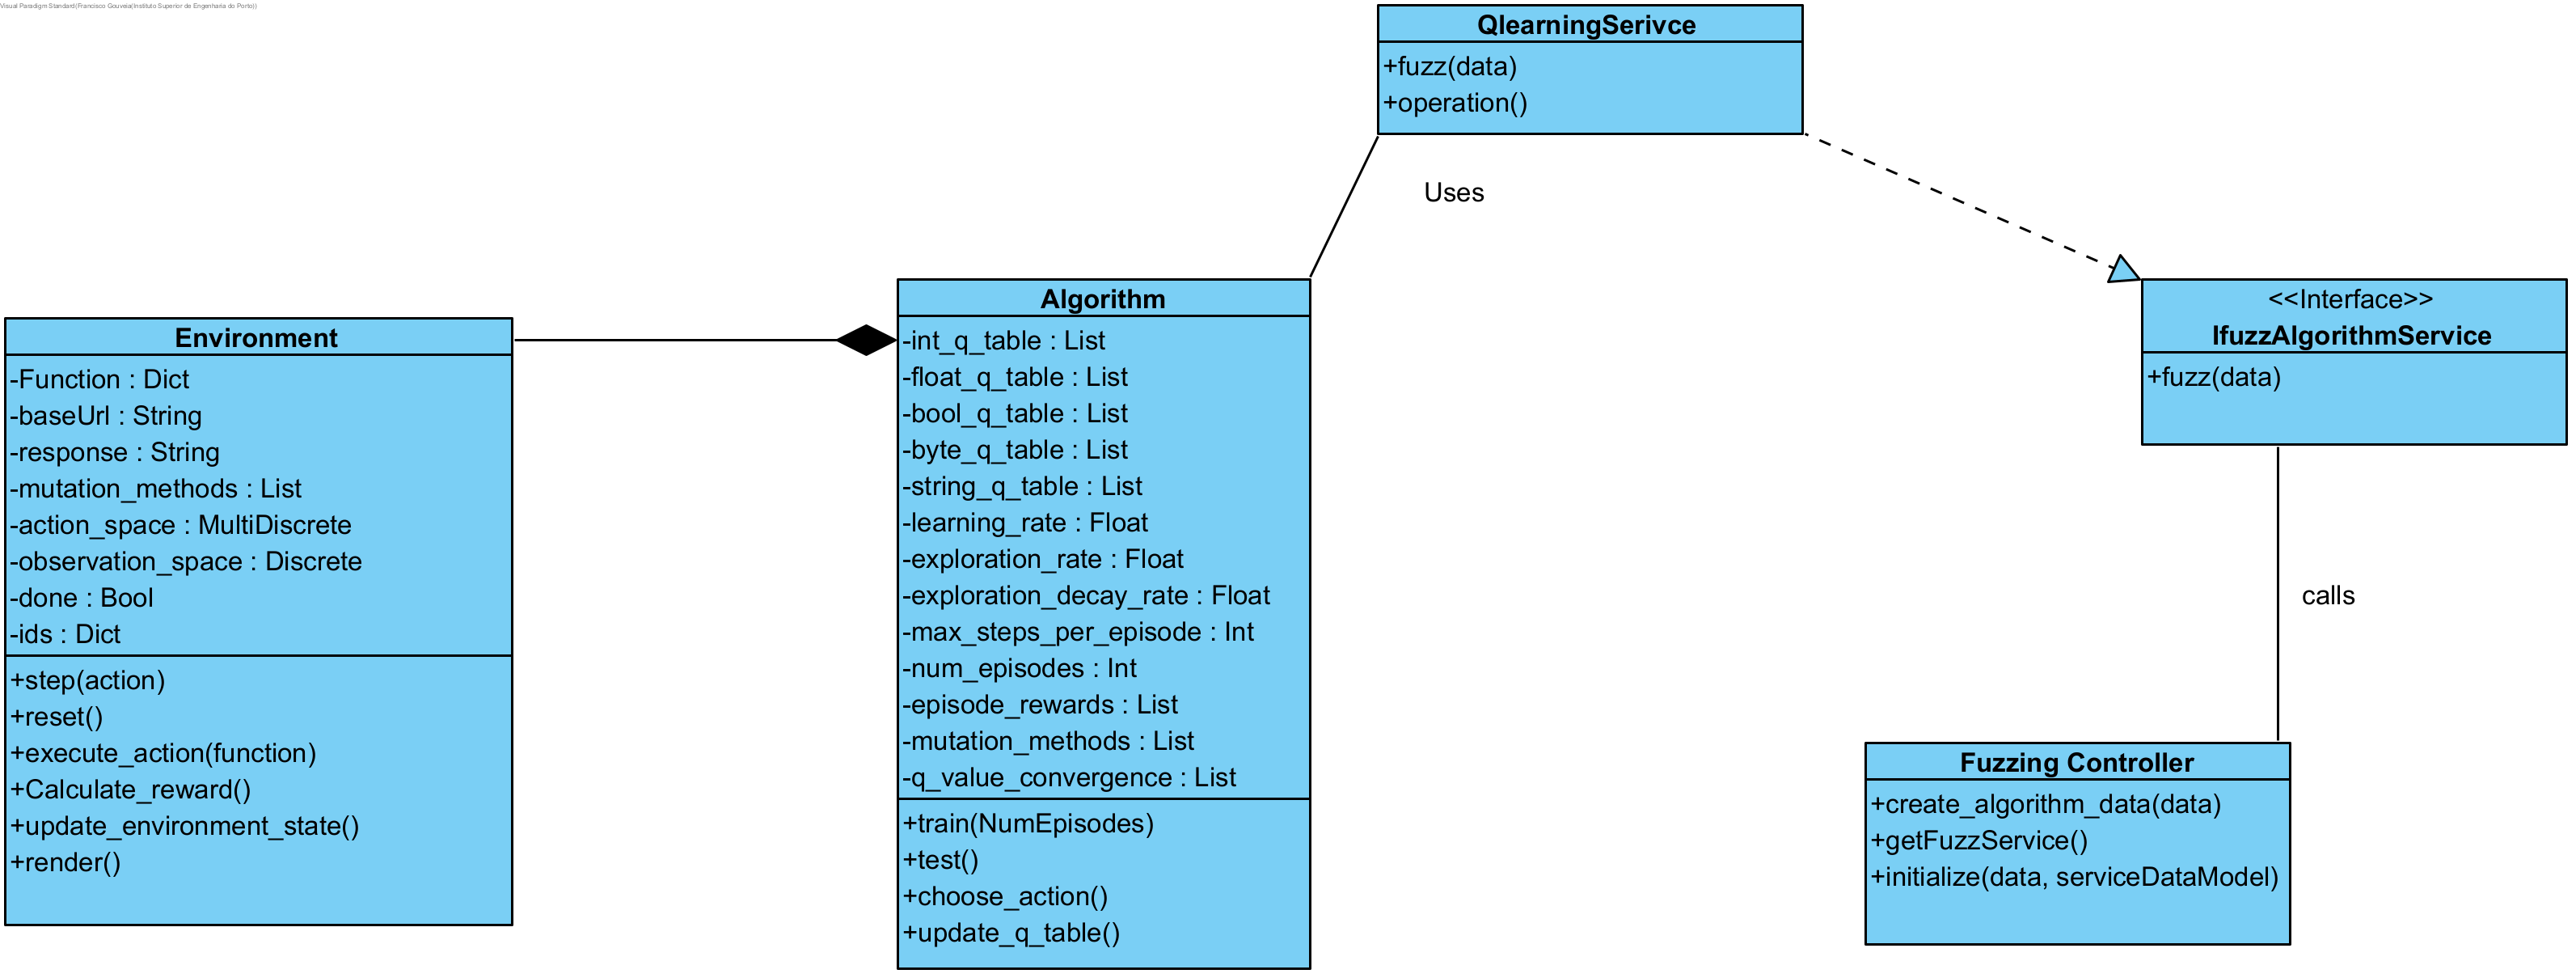 Visual Paradigm Standard(Francisco Gouveia(Instituto Superior de Engenharia do Porto))
QlearningSerivce
+fuzz(data)
+operation()
Uses
<<Interface>>
IfuzzAlgorithmService
+fuzz(data)
calls
Fuzzing Controller
+create_algorithm_data(data)
+getFuzzService()
+initialize(data, serviceDataModel)
Algorithm
-int_q_table : List
-float_q_table : List
-bool_q_table : List
-byte_q_table : List
-string_q_table : List
-learning_rate : Float
-exploration_rate : Float
-exploration_decay_rate : Float
-max_steps_per_episode : Int
-num_episodes : Int
-episode_rewards : List
-mutation_methods : List
-q_value_convergence : List
+train(NumEpisodes)
+test()
+choose_action()
+update_q_table()
Environment
-Function : Dict
-baseUrl : String
-response : String
-mutation_methods : List
-action_space : MultiDiscrete
-observation_space : Discrete
-done : Bool
-ids : Dict
+step(action)
+reset()
+execute_action(function)
+Calculate_reward()
+update_environment_state()
+render()